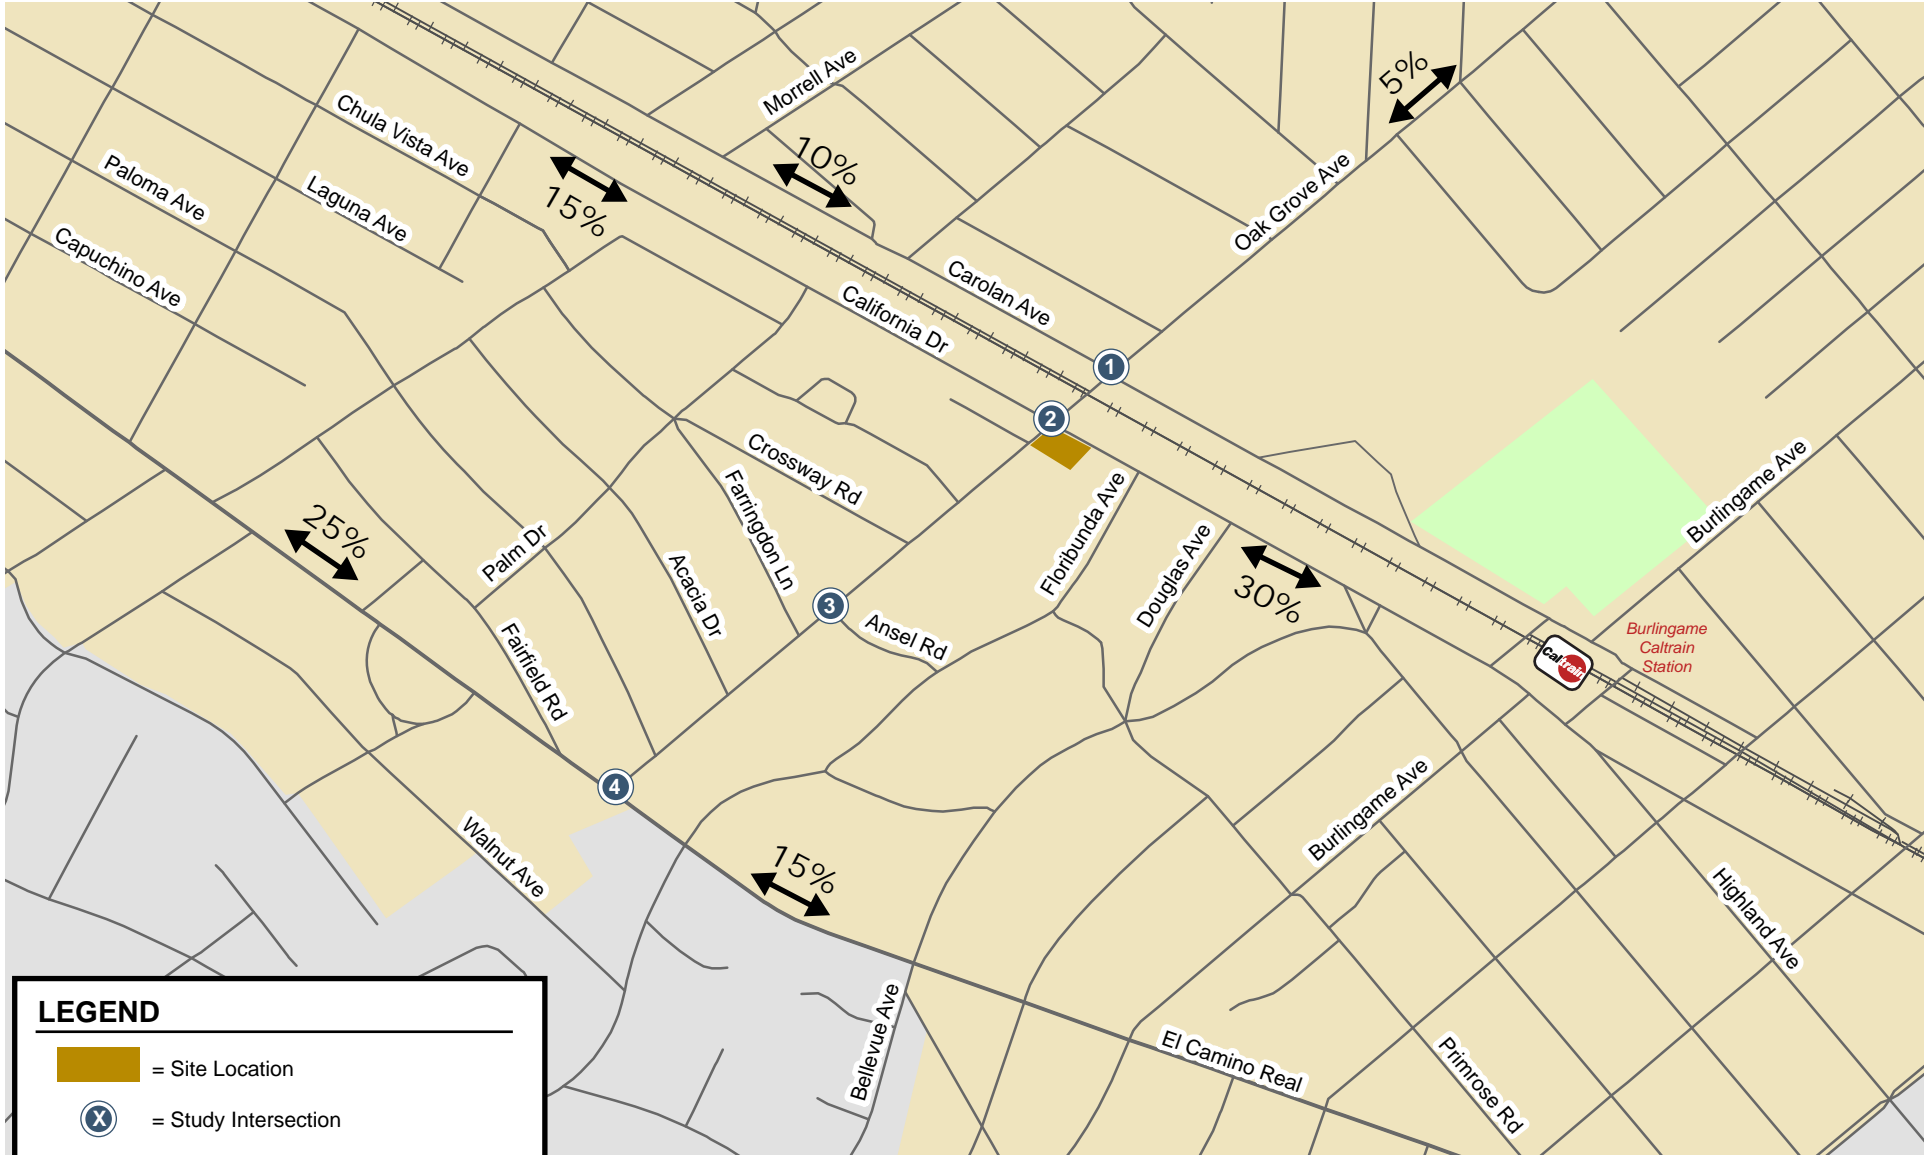 5%
Morrell Ave
Chula Vista Ave
10%
Paloma Ave
15%
Laguna Ave
Oak Grove Ave
Capuchino Ave
Carolan Ave
California Dr
1
2
Crossway Rd
Burlingame Ave
Farringdon Ln
Floribunda Ave
25%
Palm Dr
Douglas Ave
Acacia Dr
30%
3
Ansel Rd
Fairfield Rd
Burlingame
Caltrain
Station
Caltrain
4
Burlingame Ave
Walnut Ave
15%
Highland Ave
Bellevue Ave
El Camino Real
Primrose Rd
LEGEND
= Site Location
X = Study Intersection